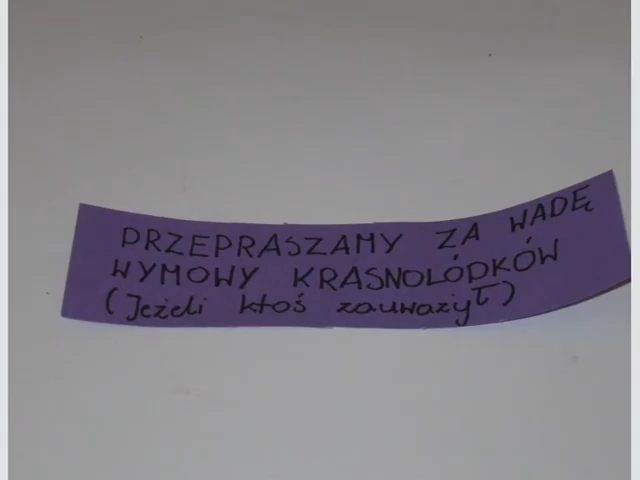 PRZEPRASZAMY ZA WADĘ
WYMOWY KRASNOLÓDKÓW
(Jeżeli ktoś zauważył)